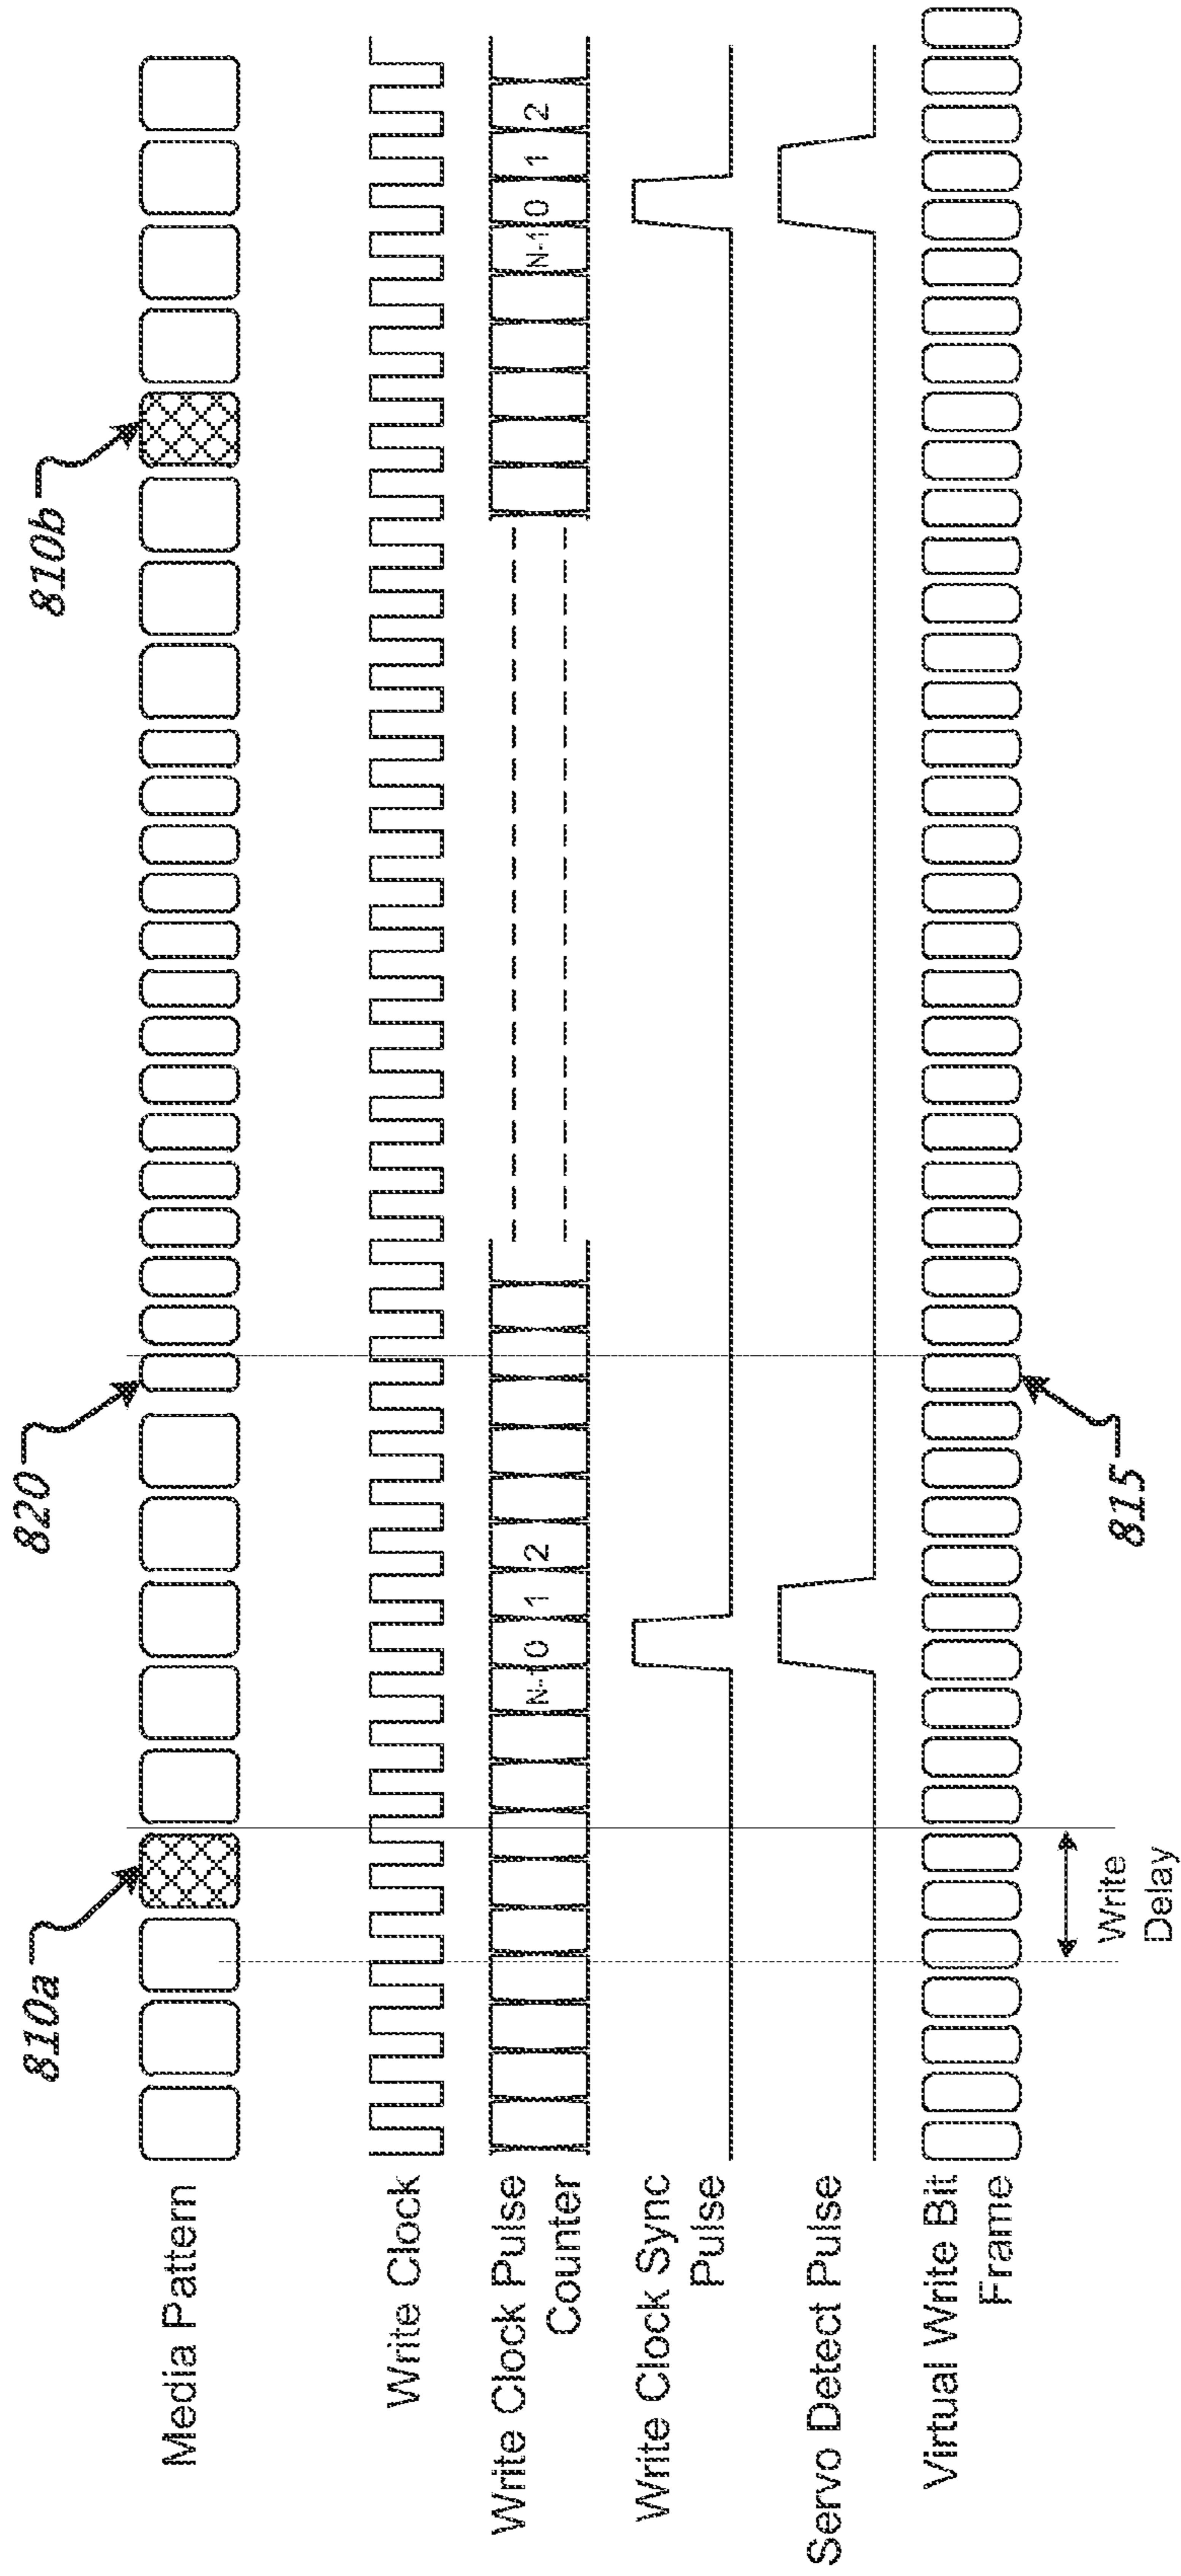 810a
820
810b
Media Pattern
Write Clock
Write Clock Pulse
Counter
N-1 0 1 2
N-1 0 1 2
Write Clock Sync
Pulse
Servo Detect Pulse
Virtual Write Bit
Frame
Write
Delay
815